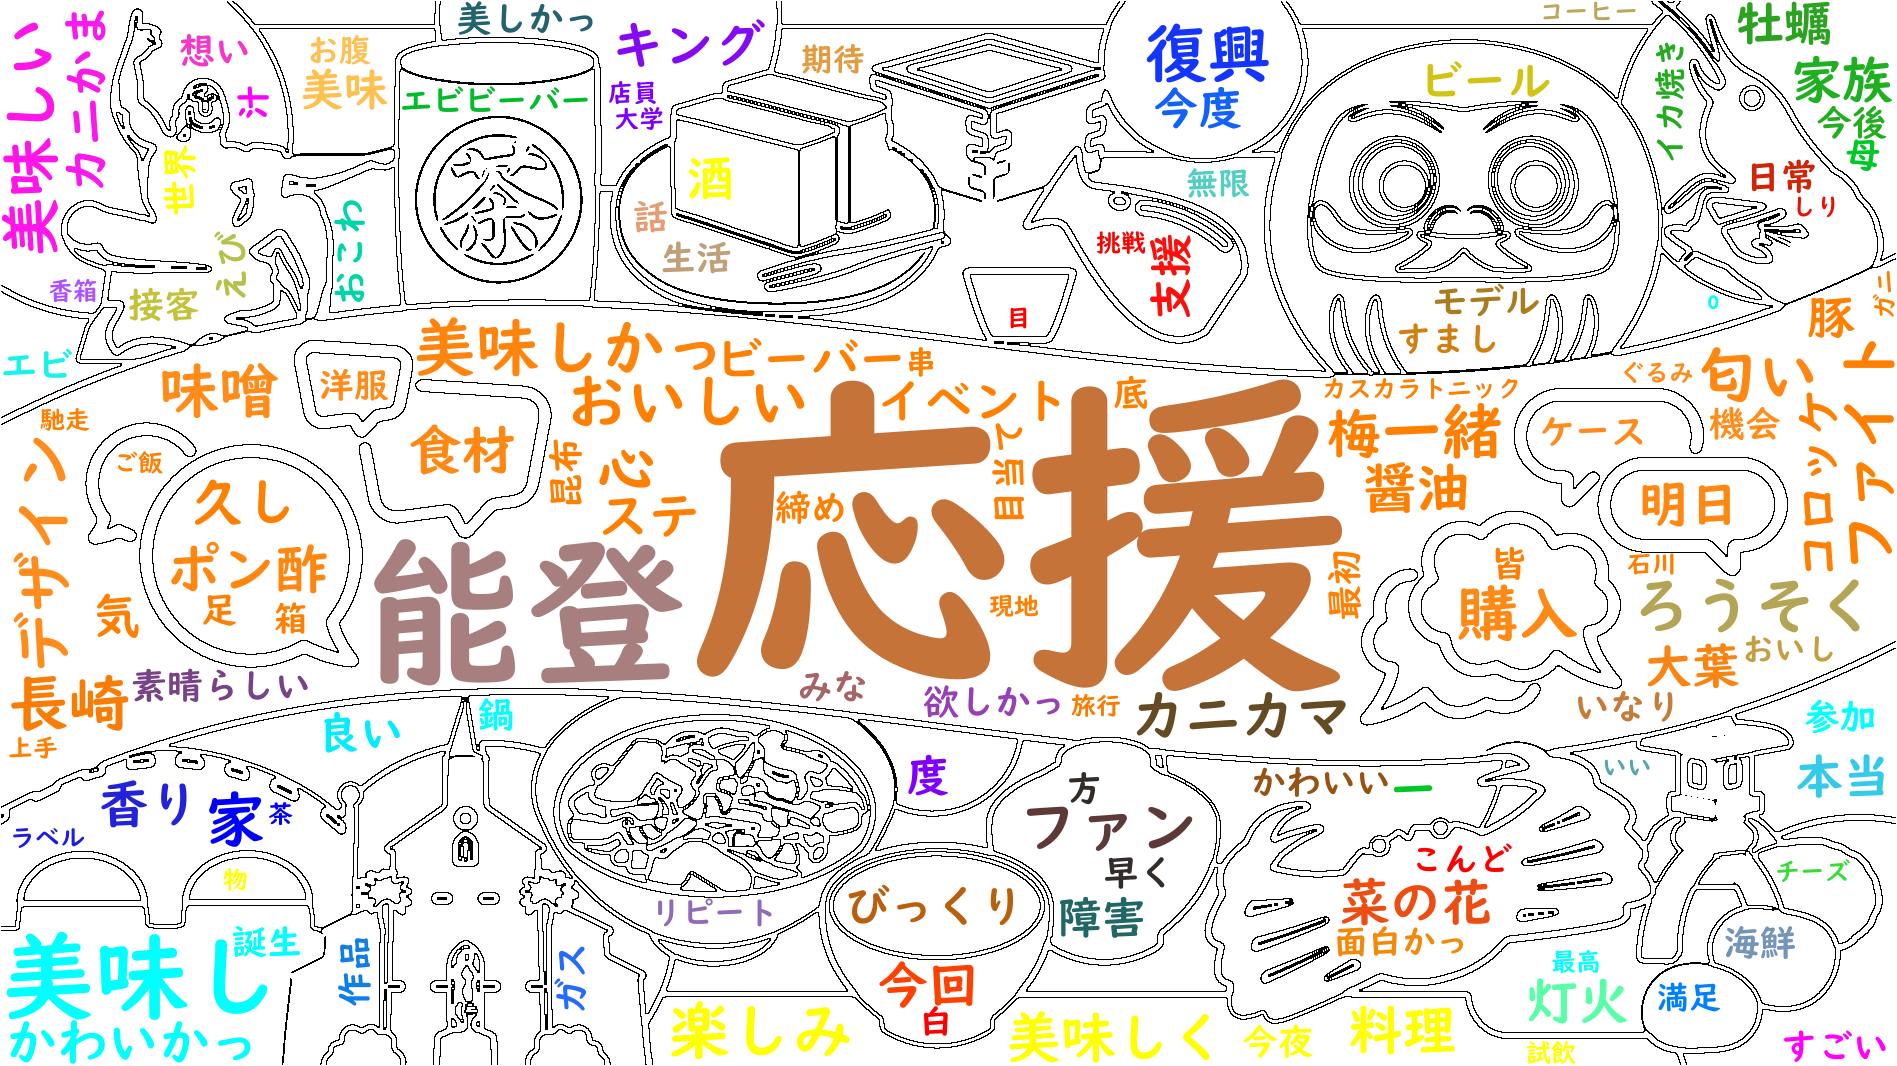 美味しい
カニかま
想い
汁
お腹
美味
美しかっ
エビビーバー
茶
キング
店員
大学
期待
復興
今度
コーヒー
ビール
イカ焼き
牡蠣
家族
今後
母
日常
しり
世界
酒
話
生活
無限
挑戦
支援
香箱
接客
えび
おこわ
目
モデル
すまし
0
豚
ガニ
エビ
味噌
洋服
美味しかっ
ビーバー
串
おいしい
イベント
底
カスカラトニック
ぐるみ
匂い
機会
馳走
ご飯
食材
昆布
心
ステ
締め
応援
目当て
梅
一緒
醤油
ケース
明日
コロッケ
ファイト
デザイン
久し
ポン酢
足
箱
気
能登
現地
最初
皆
購入
石川
ろうそく
大葉
おいし
長崎
素晴らしい
上手
みな
欲しかっ
旅行
カニカマ
いなり
良い
鍋
参加
香り
家
茶
ラベル
度
方
ファン
早く
障害
かわいい
ー
いい
本当
物
リピート
びっくり
こんど
菜の花
面白かっ
チーズ
美味し
誕生
作品
ガス
今回
白
最高
灯火
海鮮
満足
かわいかっ
楽しみ
美味しく
今夜
料理
試飲
すごい